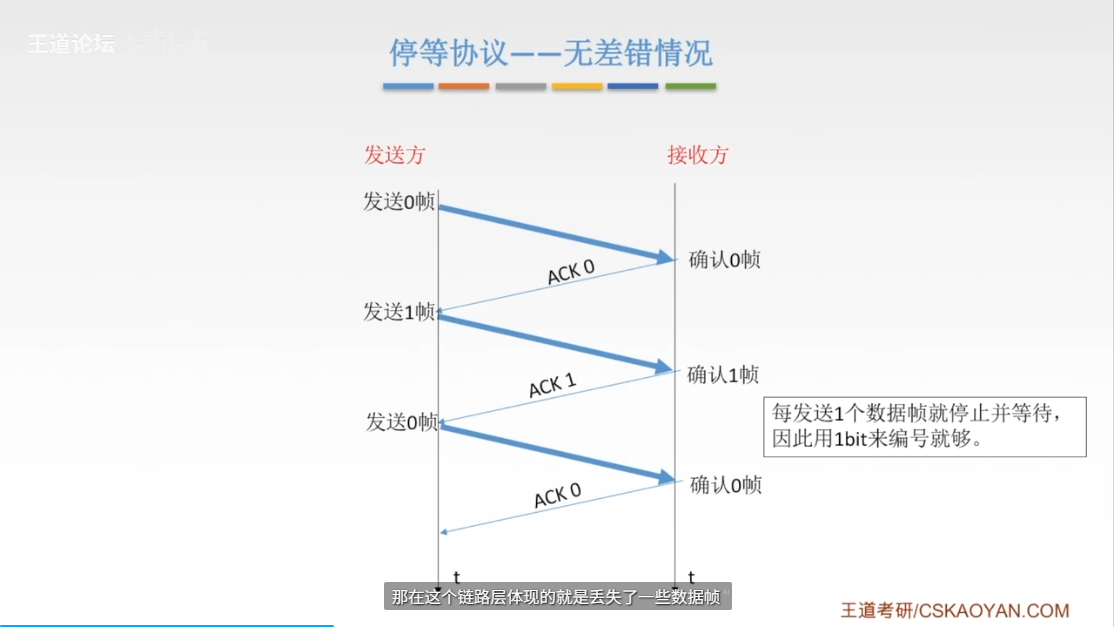 王道论坛
停等协议——无差错情况
发送方
接收方
发送0帧
确认0帧
ACK 0
发送1帧
确认1帧
ACK 1
每发送1个数据帧就停止并等待，
因此用1bit来编号就够。
发送0帧
确认0帧
ACK 0
t
t
那在这个链路层体现的就是丢失了一些数据帧
王道考研/CSKAOYAN.COM